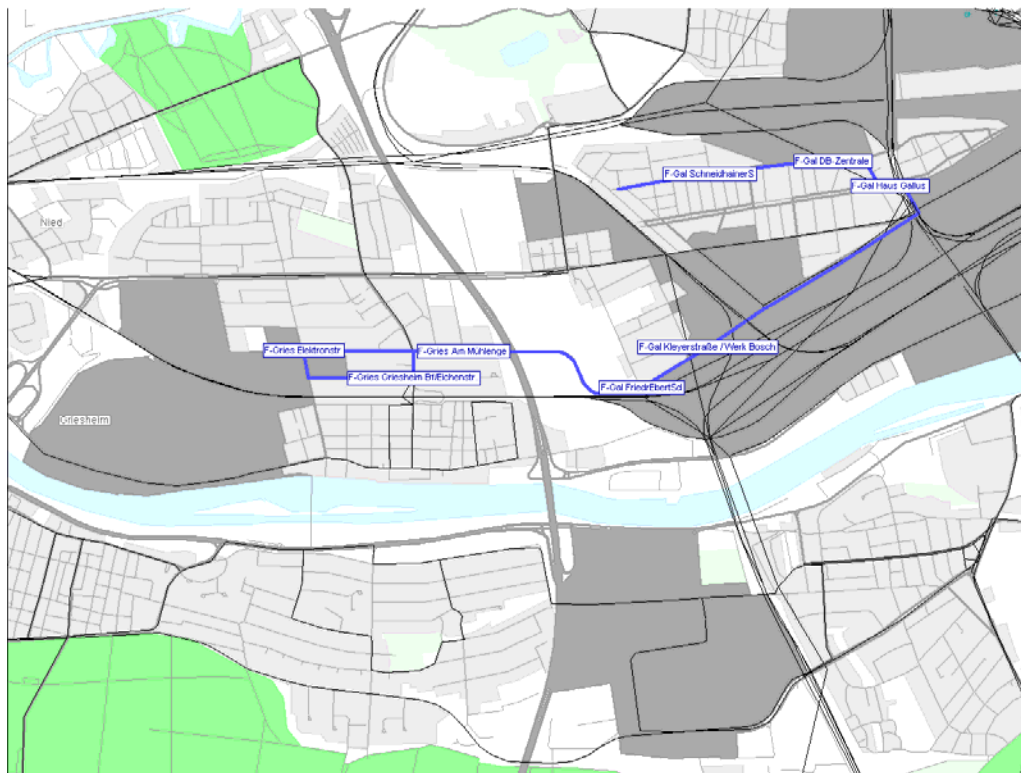 F-Gal DB-Zentrale
F-Gal SchneidhainerS
F-Gal Haus Gallus
Nied
F-Gal Kleyerstraße / Werk Bosch
F-Gries Elektronstr
F-Gries Am Mühlenge
F-Gries Griesheim Bf/Eichenstr
F-Gal FriedrEbertSd
Griesheim